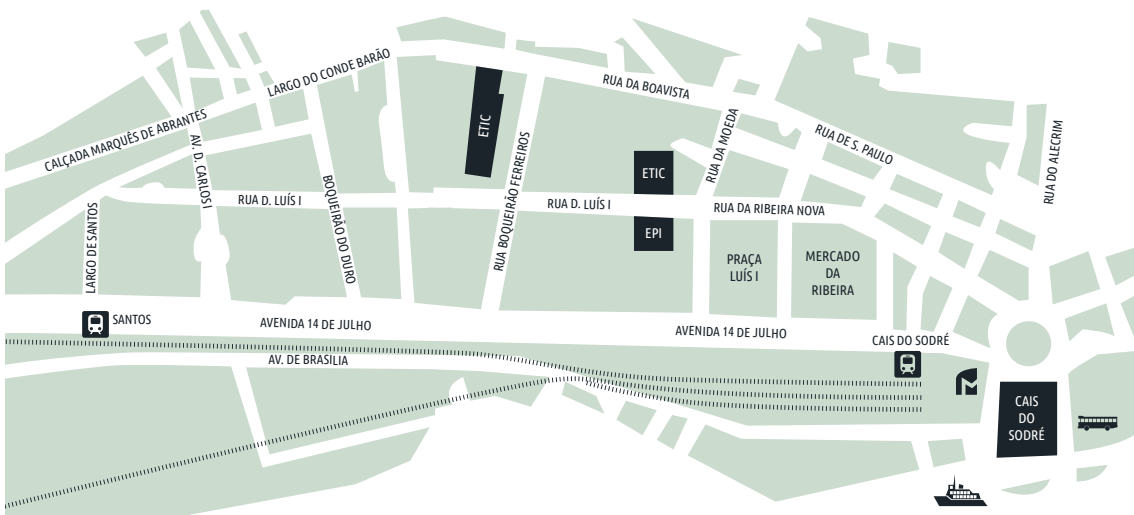 LARGO DO CONDE BARÃO
CALÇADA MARQUÊS DE ABRANTES
AV. D. CARLOS I
ETIC
RUA DA BOAVISTA
RUA DA MOEDA
RUA DE S. PAULO
RUA DO ALECRIM
BOQUEIRÃO DO DURO
RUA BOQUEIRÃO FERREIROS
ETIC
LARGO DE SANTOS
RUA D. LUÍS I
RUA D. LUÍS I
RUA DA RIBEIRA NOVA
EPI
PRAÇA
LUÍS I
MERCADO
DA
RIBEIRA
SANTOS
AVENIDA 14 DE JULHO
AVENIDA 14 DE JULHO
CAIS DO SODRÉ
AV. DE BRASÍLIA
CAIS
DO
SODRÉ